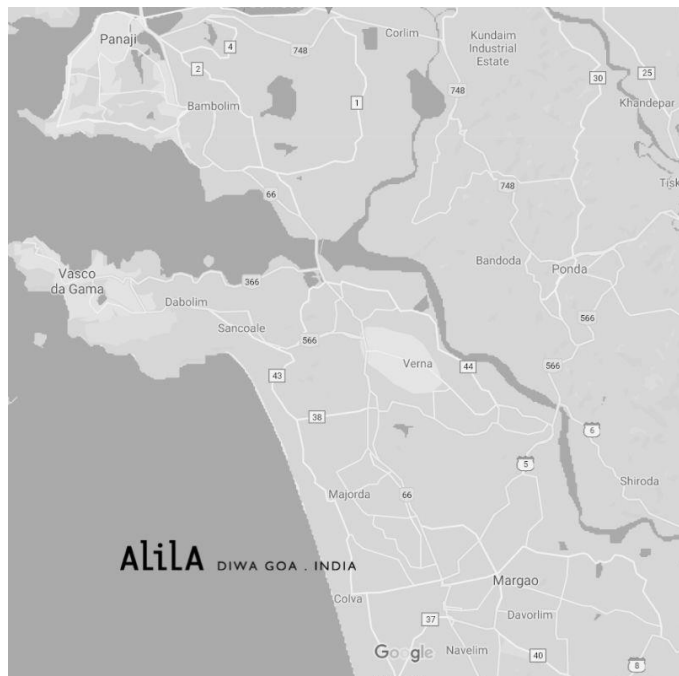 Panaji
Corlim
Kundaim
Industrial
Estate
4
748
2
25
30
748
1
Khandepar
Bambolim
Tisk
748
66
Bandoda
Ponda
Vasco
da Gama
366
Dabolim
566
Sancoale
566
Verna
566
44
43
38
6
5
Shiroda
Majorda
66
AlilA DIWA GOA . INDIA
Margao
Colva
Davorlim
37
Google
Navelim
40
8